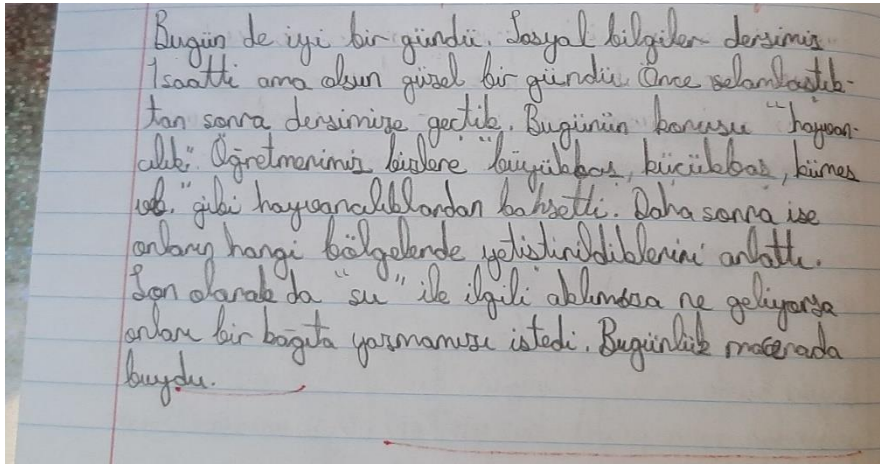 Bugün de iyi bir gündü. Sosyal bilgiler dersimiz
1 saatti ama olsun güzel bir gündü. Önce selamlaştık-
tan sonra dersimize geçtik. Bugünün konusu "hayvan-
cılık". Öğretmenimiz bizlere "büyükbaş, küçükbaş, kümes
vb." gibi hayvancılıklardan bahsetti. Daha sonra ise
onların hangi bölgelerde yetiştirildiklerini anlattı.
Son olarak da "su" ile ilgili aklımıza ne geliyorsa
onları bir kağıta yazmamızı istedi. Bugünlük macerada
buydu.